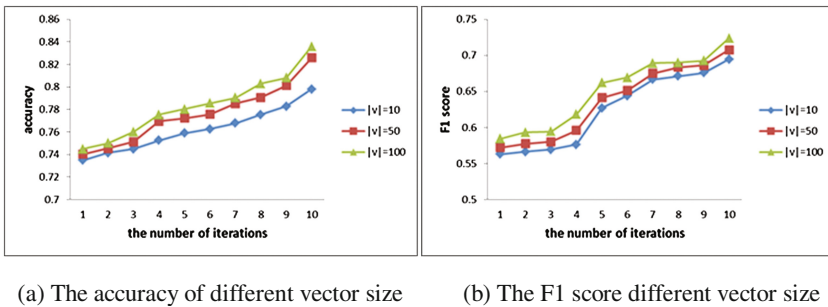 0.86
0.84
0.82
0.8
0.78
0.76
0.74
0.72
0.7
accuracy
1 2 3 4 5 6 7 8 9 10
the number of iterations
|v|=10
|v|=50
|v|=100
0.75
0.7
0.65
0.6
0.55
0.5
F1 score
1 2 3 4 5 6 7 8 9 10
the number of iterations
|v|=10
|v|=50
|v|=100
(a) The accuracy of different vector size
(b) The F1 score different vector size